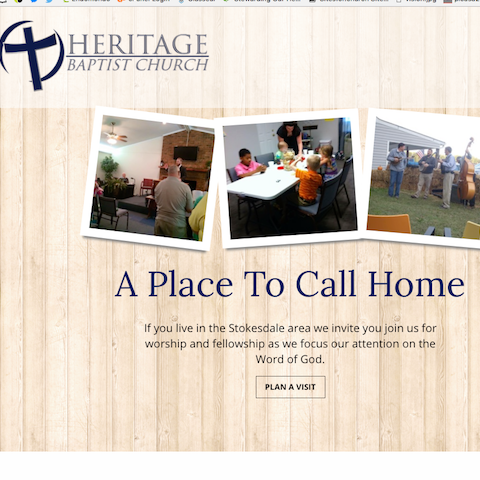 HERITAGE
BAPTIST CHURCH
A Place To Call Home
If you live in the Stokesdale area we invite you join us for
worship and fellowship as we focus our attention on the
Word of God.
PLAN A VISIT